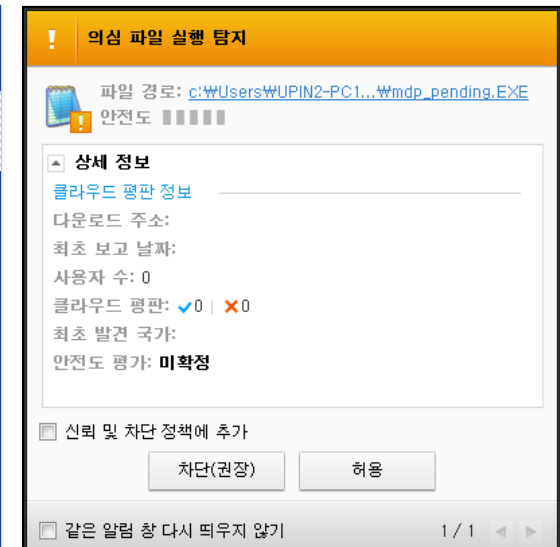 의심 파일 실행 탐지
파일 경로: c:₩Users₩UPIN2-PC1...₩mdp_pending.EXE
안전도
상세 정보
클라우드 평판 정보
다운로드 주소:
최초 보고 날짜:
사용자 수: 0
클라우드 평판: ✓0 | ✕0
최초 발견 국가:
안전도 평가: 미확정
신뢰 및 차단 정책에 추가
차단(권장) 허용
같은 알림 창 다시 띄우지 않기 1 / 1